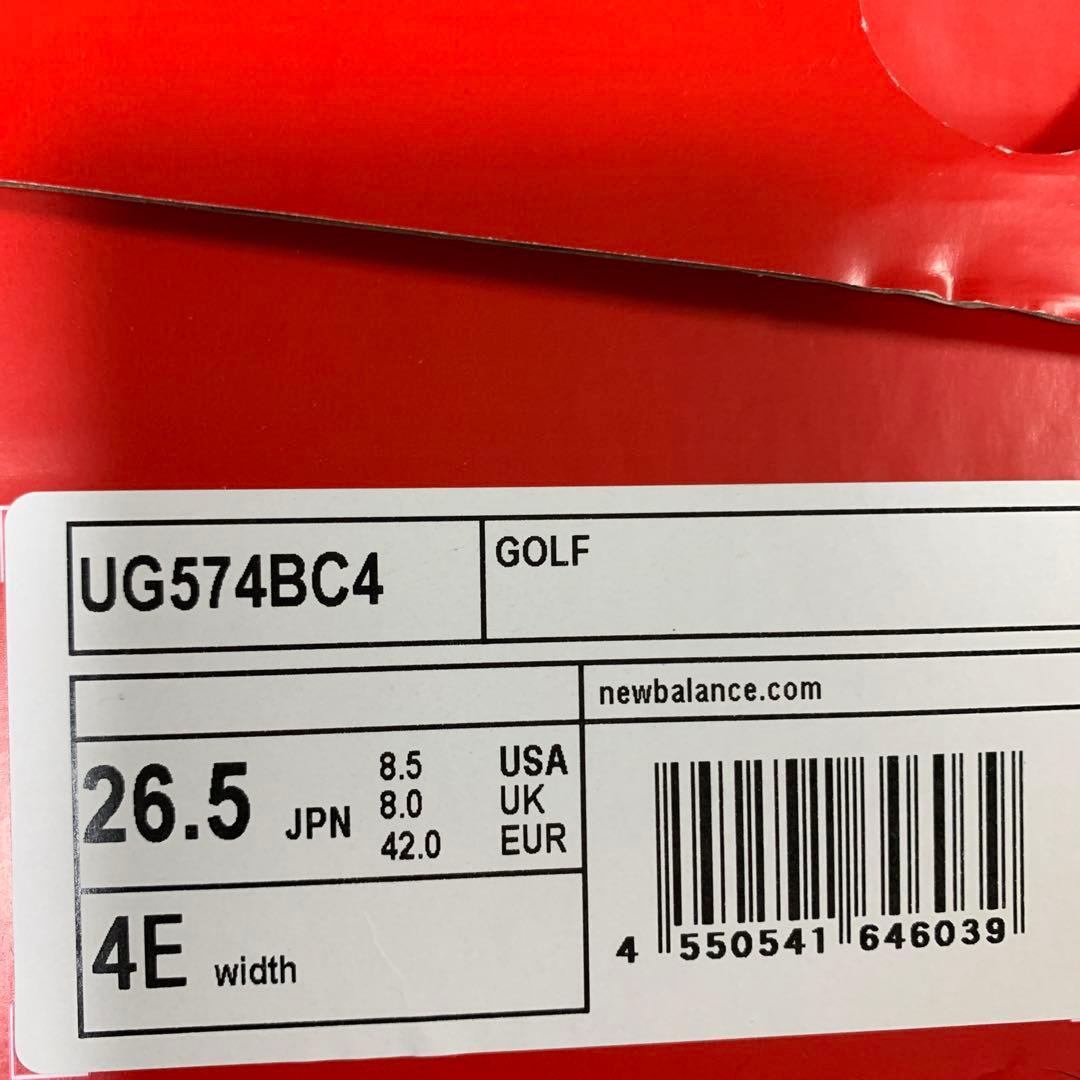 UG574BC4
GOLF
newbalance.com
26.5 JPN
8.5 USA
8.0 UK
42.0 EUR
4E width
4 550541 646039